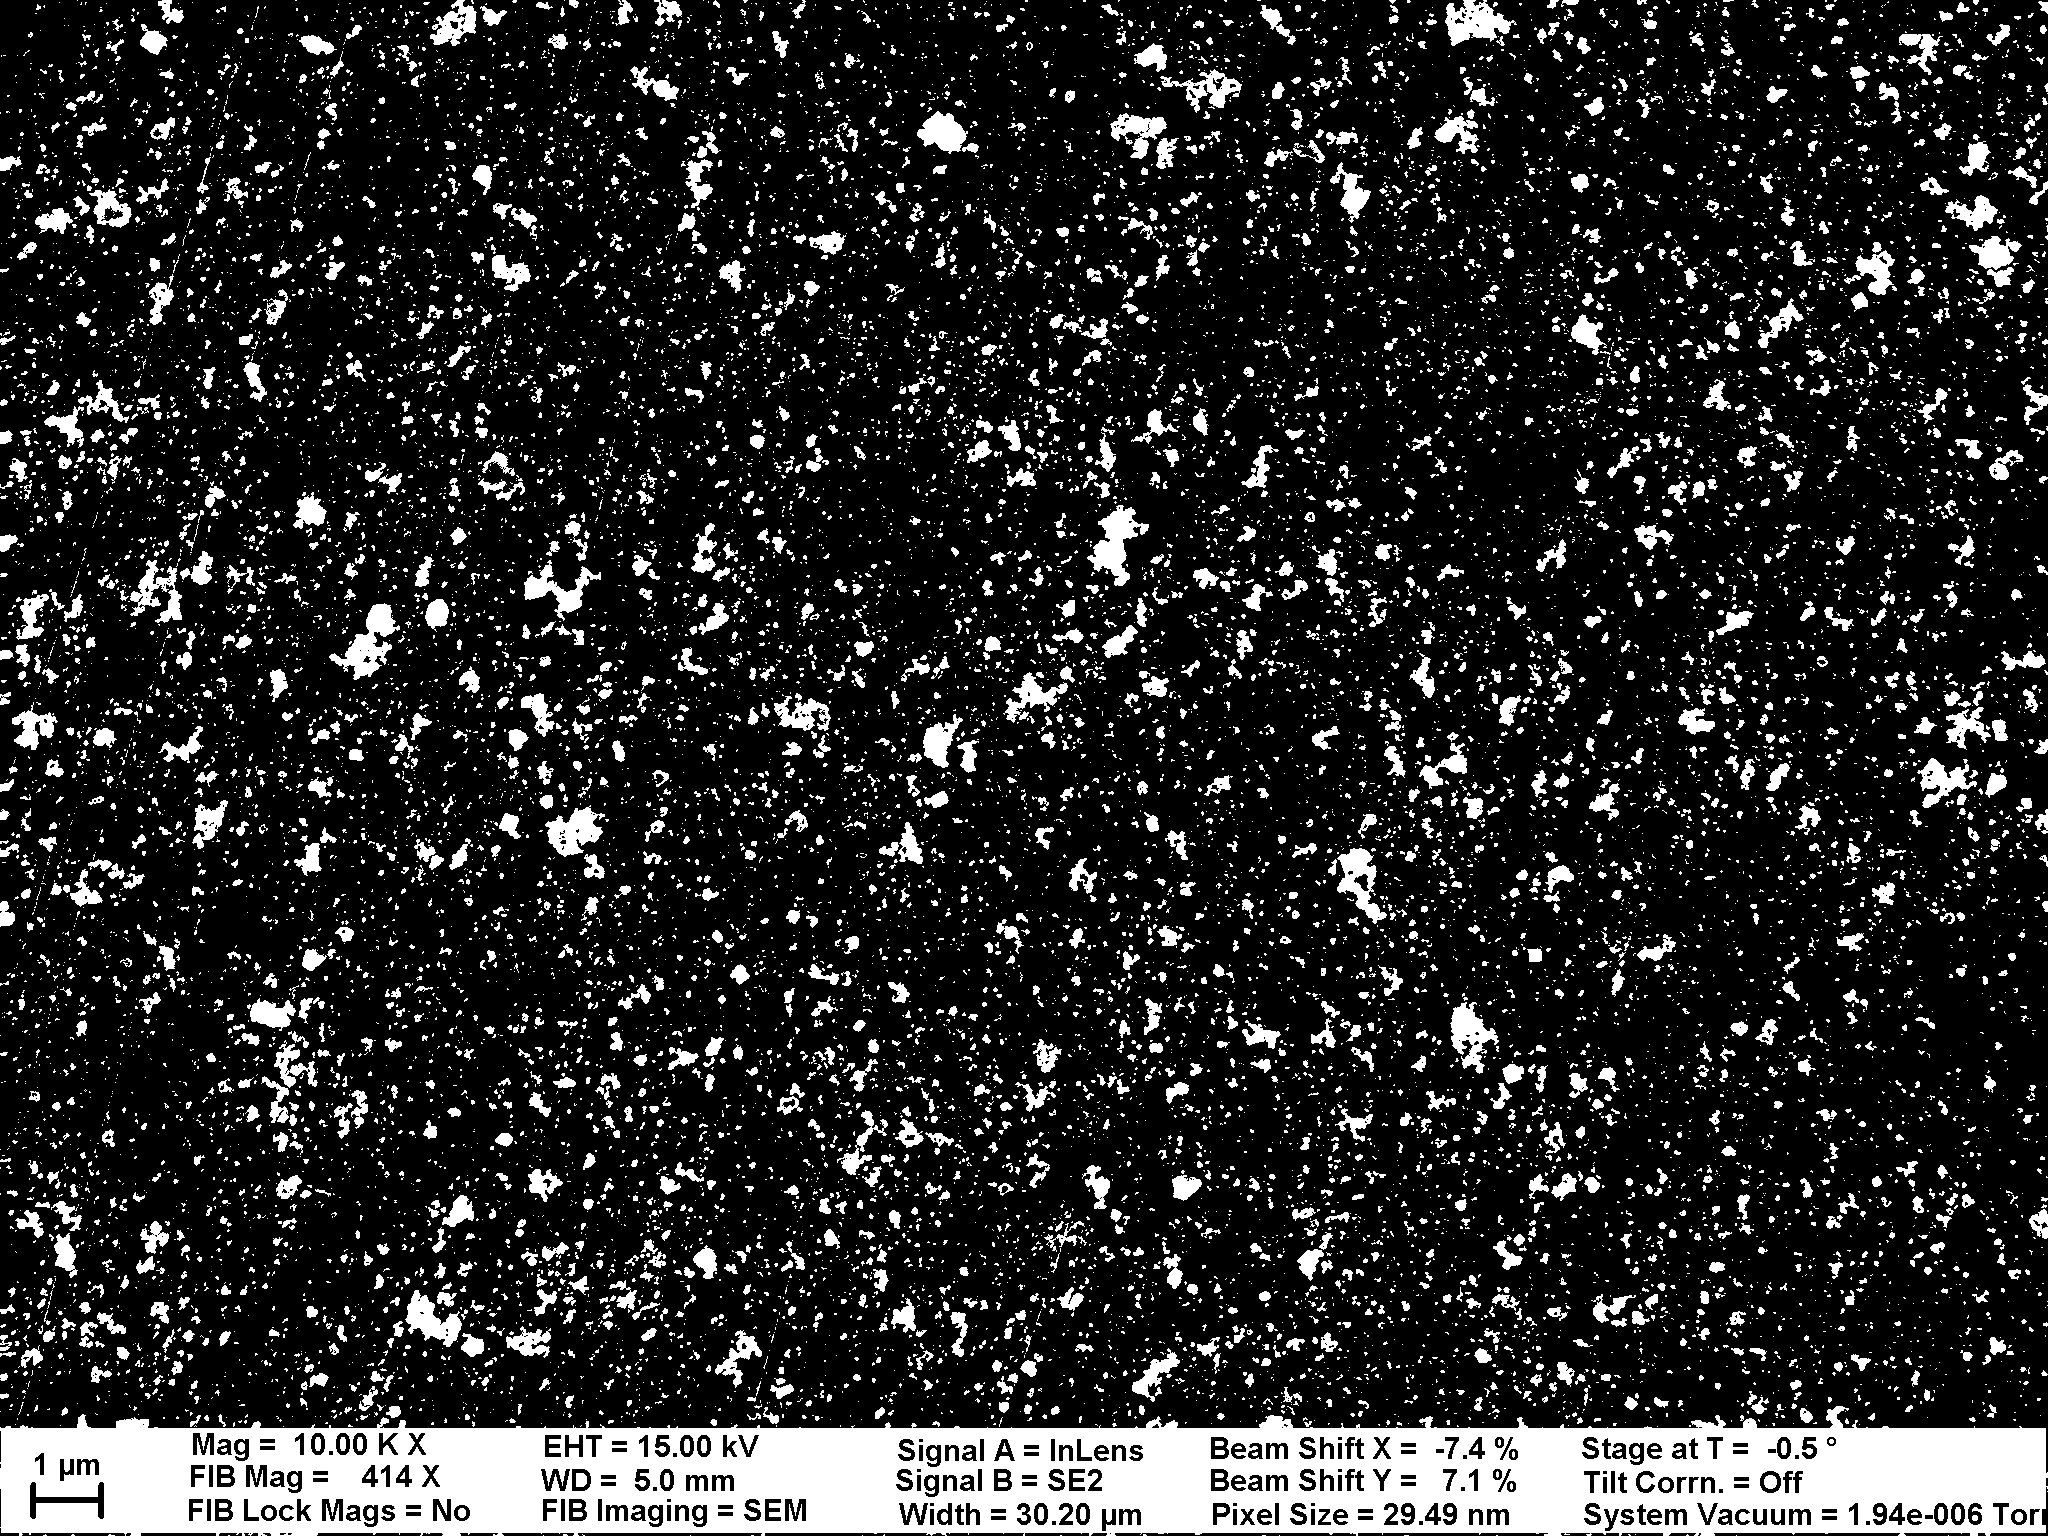 1 µm
Mag = 10.00 K X
FIB Mag = 414 X
FIB Lock Mags = No
EHT = 15.00 kV
WD = 5.0 mm
FIB Imaging = SEM
Signal A = InLens
Signal B = SE2
Width = 30.20 µm
Beam Shift X = -7.4 %
Beam Shift Y = 7.1 %
Pixel Size = 29.49 nm
Stage at T = -0.5 °
Tilt Corrn. = Off
System Vacuum = 1.94e-006 Torr